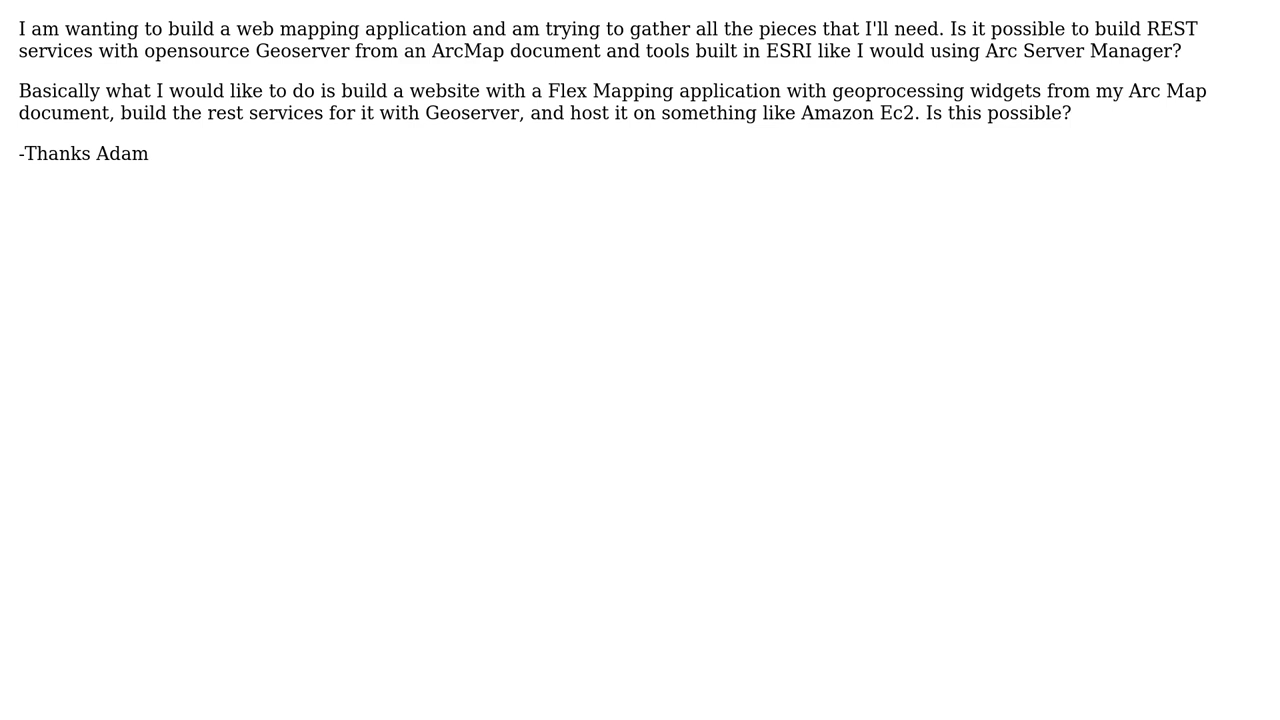 I am wanting to build a web mapping application and am trying to gather all the pieces that I'll need. Is it possible to build REST
services with opensource Geoserver from an ArcMap document and tools built in ESRI like I would using Arc Server Manager?
Basically what I would like to do is build a website with a Flex Mapping application with geoprocessing widgets from my Arc Map
document, build the rest services for it with Geoserver, and host it on something like Amazon Ec2. Is this possible?
-Thanks Adam